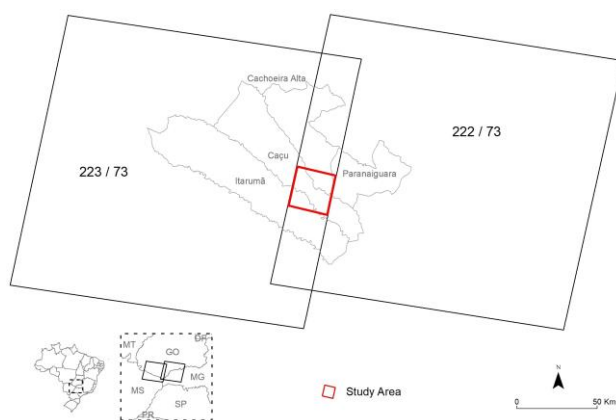 Cachoeira Alta
223 / 73
222 / 73
Caçu
Paranaiguara
Itarumã
MT
GO
DF
MS
MG
SP
PR
Study Area
N
0
50 Km